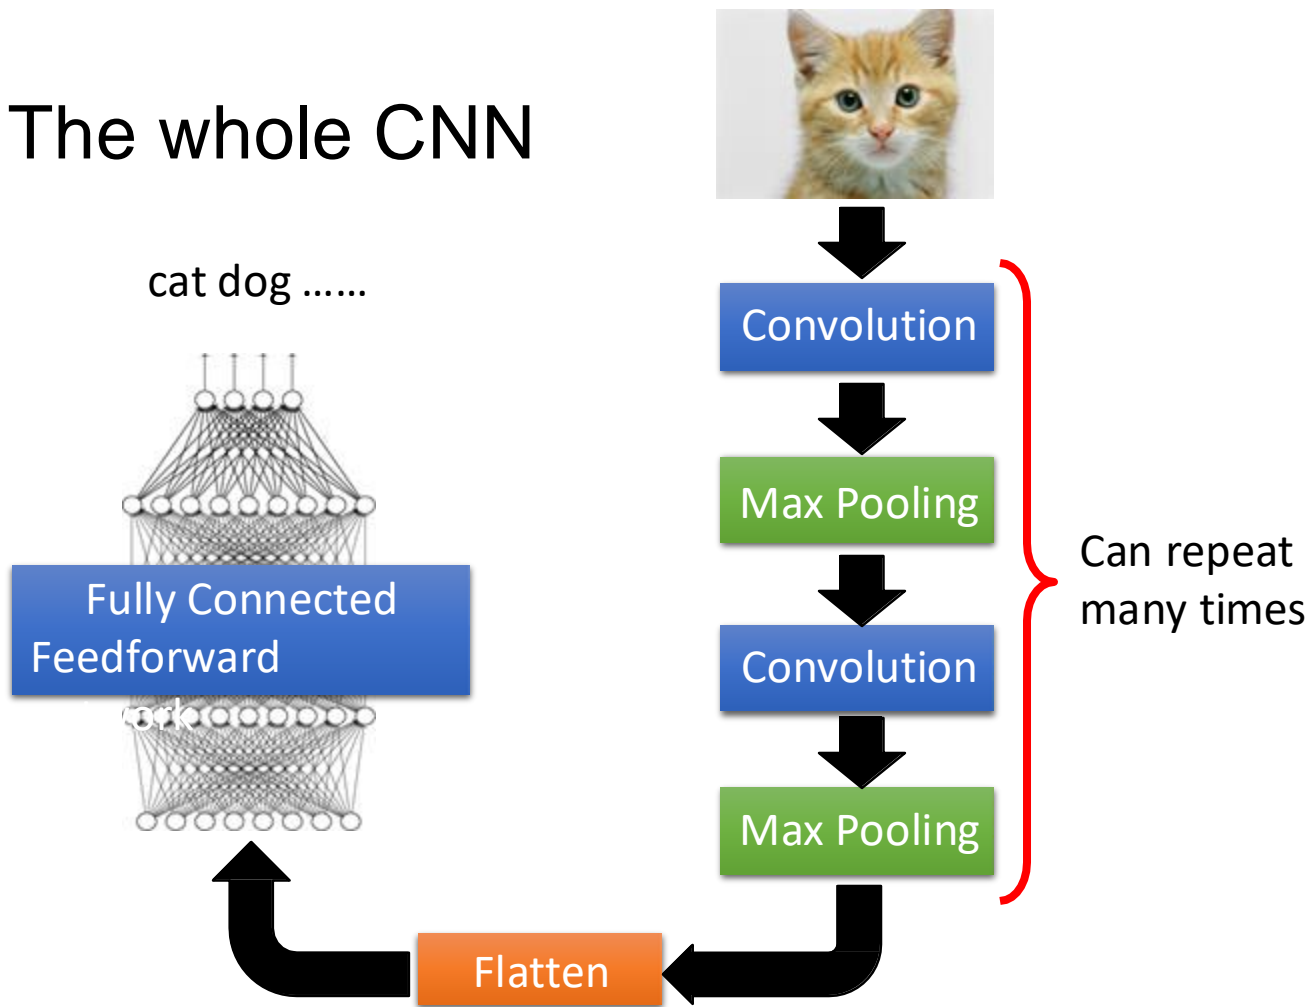 The whole CNN
cat dog ......
Convolution
Max Pooling
Convolution
Max Pooling
Can repeat
many times
Flatten
Fully Connected
Feedforward